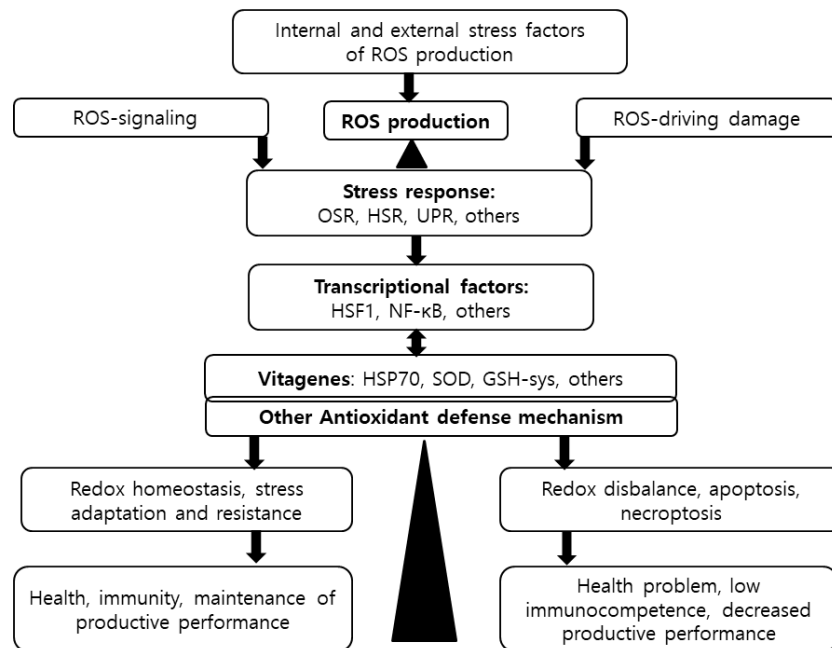 Internal and external stress factors
of ROS production
ROS-signaling
ROS production
ROS-driving damage
Stress response:
OSR, HSR, UPR, others
Transcriptional factors:
HSF1, NF-κB, others
Vitagenes: HSP70, SOD, GSH-sys, others
Other Antioxidant defense mechanism
Redox homeostasis, stress
adaptation and resistance
Redox disbalance, apoptosis,
necroptosis
Health, immunity, maintenance of
productive performance
Health problem, low
immunocompetence, decreased
productive performance